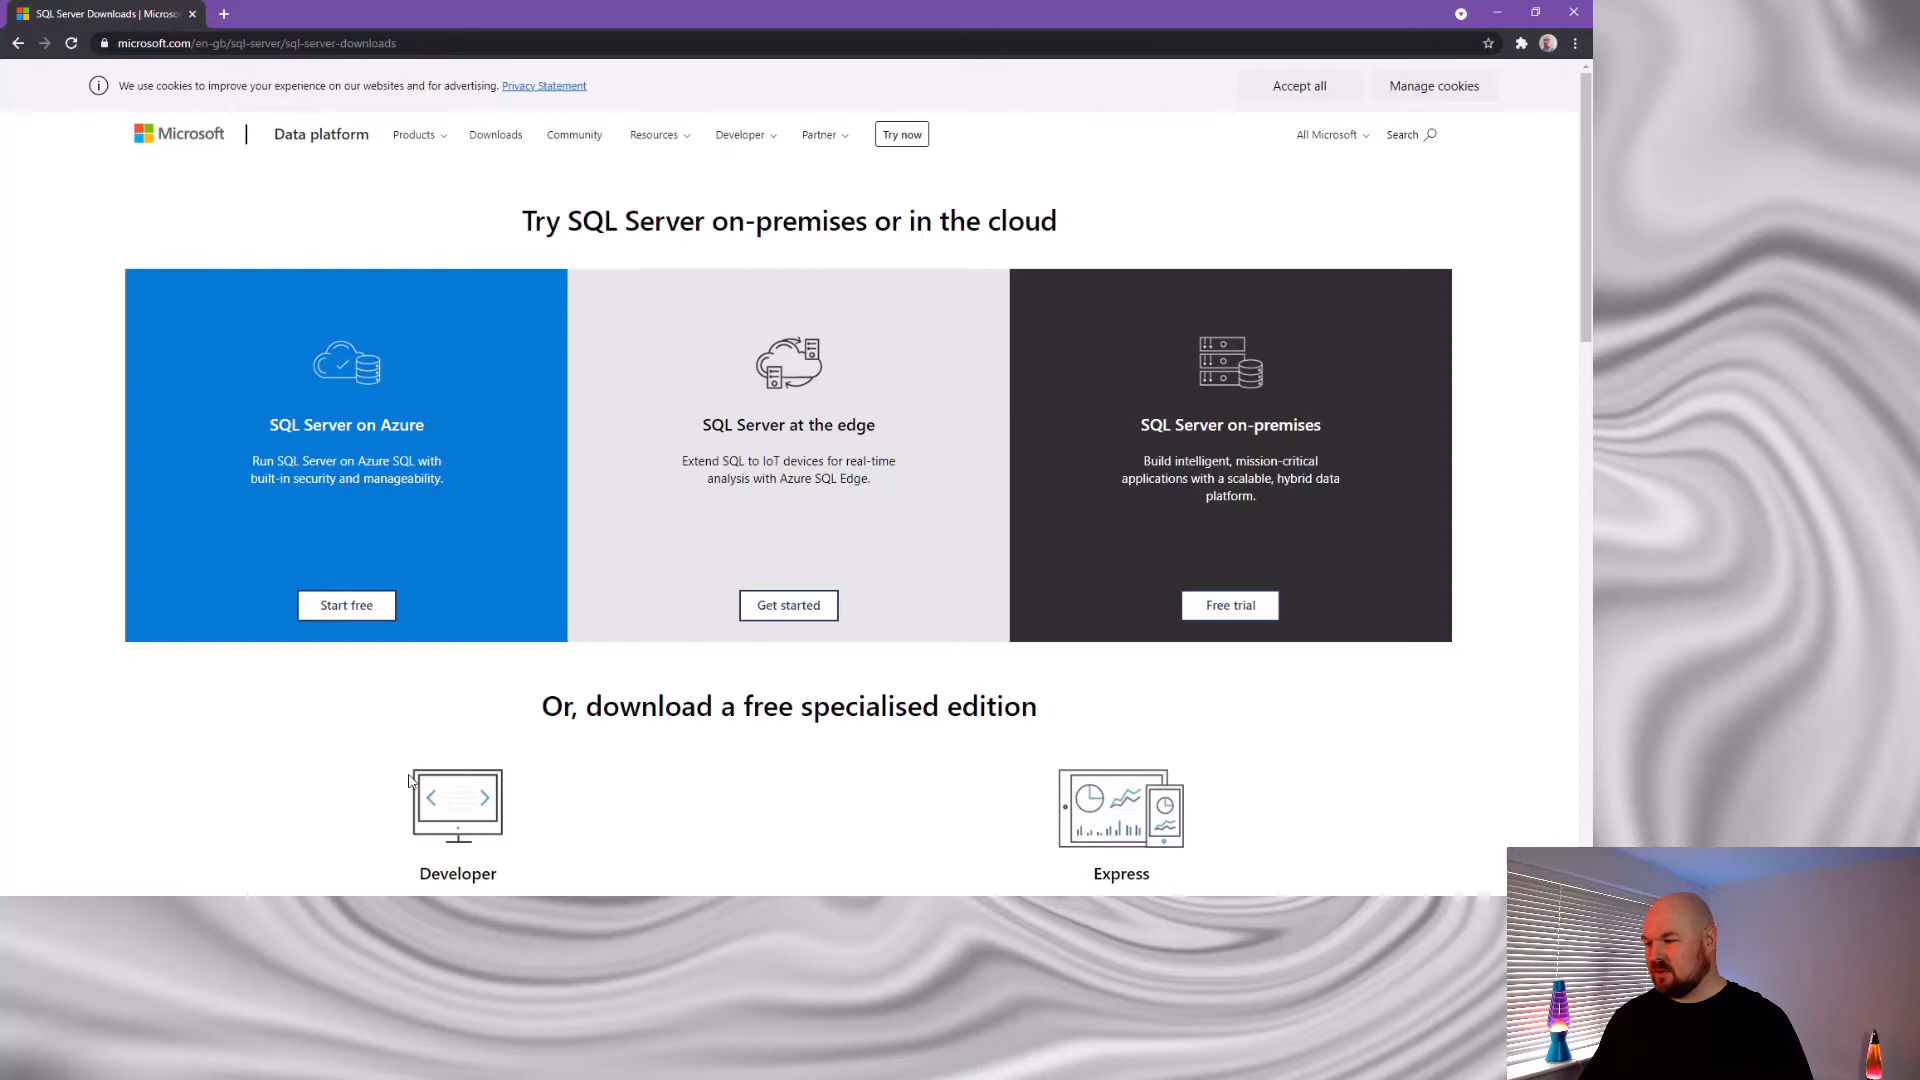 SQL Server Downloads | Microso
microsoft.com/en-gb/sql-server/sql-server-downloads
We use cookies to improve your experience on our websites and for advertising. Privacy Statement
Accept all
Manage cookies
Microsoft
Data platform
Products
Downloads
Community
Resources
Developer
Partner
Try now
All Microsoft
Search
Try SQL Server on-premises or in the cloud
SQL Server on Azure
Run SQL Server on Azure SQL with
built-in security and manageability.
Start free
SQL Server at the edge
Extend SQL to IoT devices for real-time
analysis with Azure SQL Edge.
Get started
SQL Server on-premises
Build intelligent, mission-critical
applications with a scalable, hybrid data
platform.
Free trial
Or, download a free specialised edition
Developer
Express